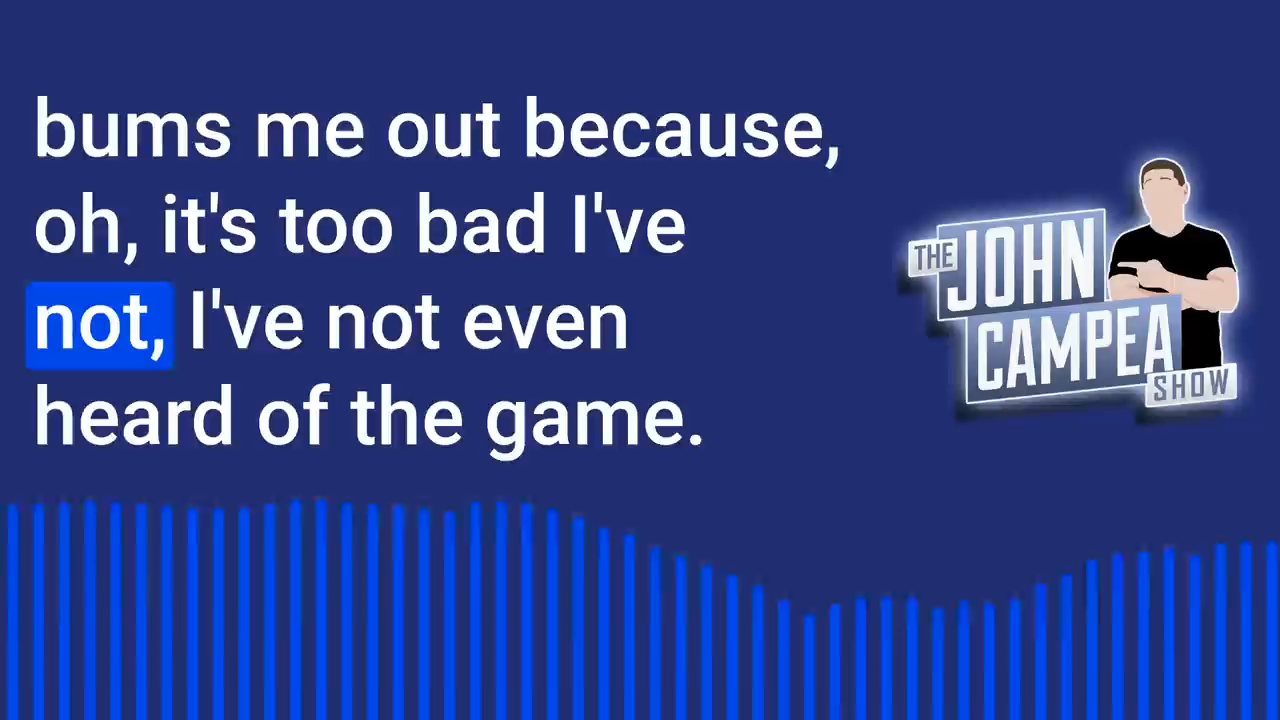 bums me out because,
oh, it's too bad I've
not, I've not even
heard of the game.
THE JOHN
CAMPEA
SHOW